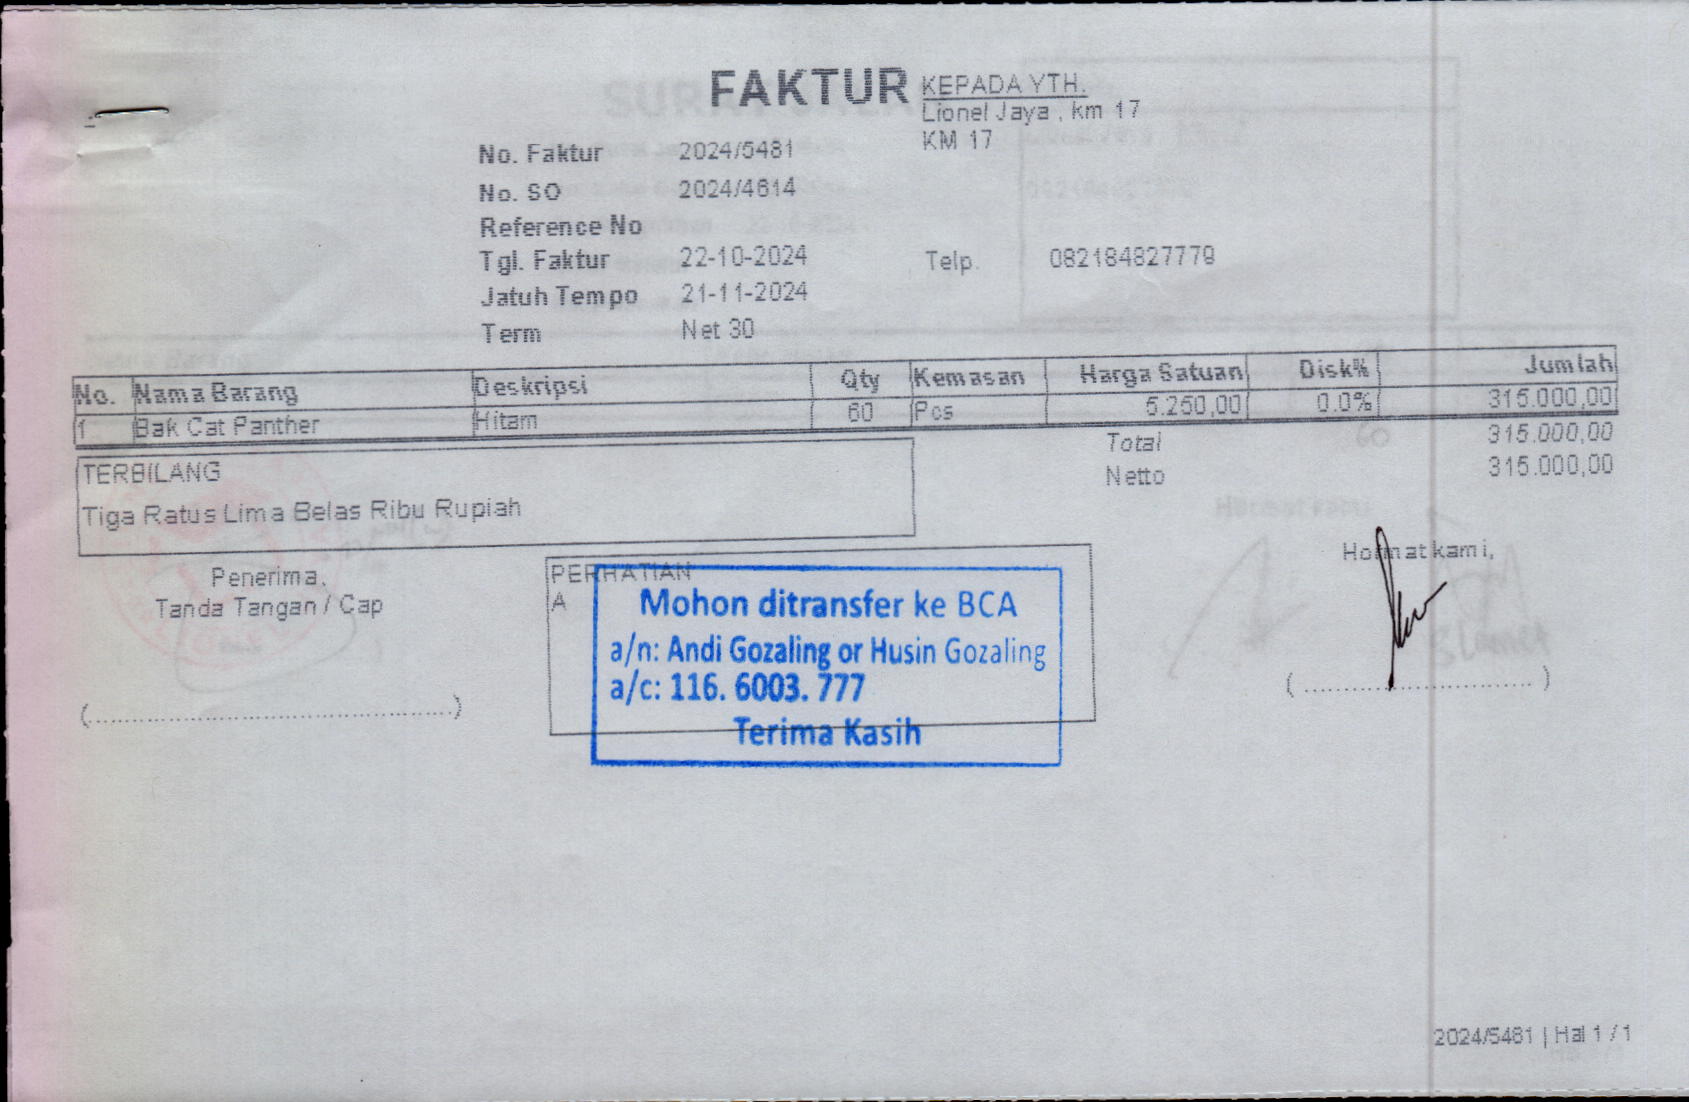 FAKTUR
KEPADA YTH.
Lionel Jaya , km 17
KM 17
No. Faktur 2024/5481
No. SO 2024/4614
Reference No
Tgl. Faktur 22-10-2024
Telp. 082184827779
Jatuh Tempo 21-11-2024
Term Net 30
No. Nama Barang Deskripsi Qty Kemasan Harga Satuan Disk% Jumlah
1 Bak Cat Panther Hitam 60 Pcs 5.250,00 0.0% 315.000,00
Total 315.000,00
Netto 315.000,00
TERBILANG
Tiga Ratus Lima Belas Ribu Rupiah
Penerima,
Tanda Tangan / Cap
(..................................................)
PERHATIAN
A
Mohon ditransfer ke BCA
a/n: Andi Gozaling or Husin Gozaling
a/c: 116. 6003. 777
Terima Kasih
Hormat kami,
( ................................ )
2024/5481 | Hal 1 / 1